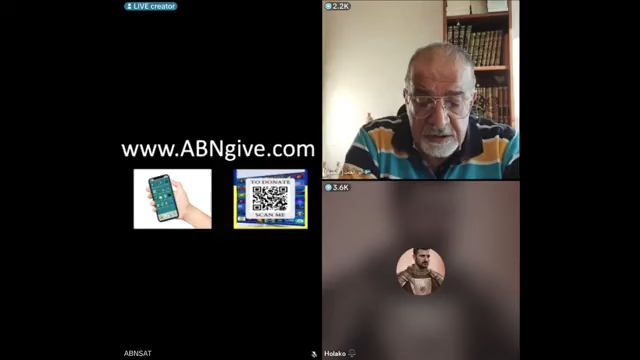 LIVE creator
2.2K
www.ABNgive.com
TO DONATE
SCAN ME
3.6K
ABNSAT
Holako